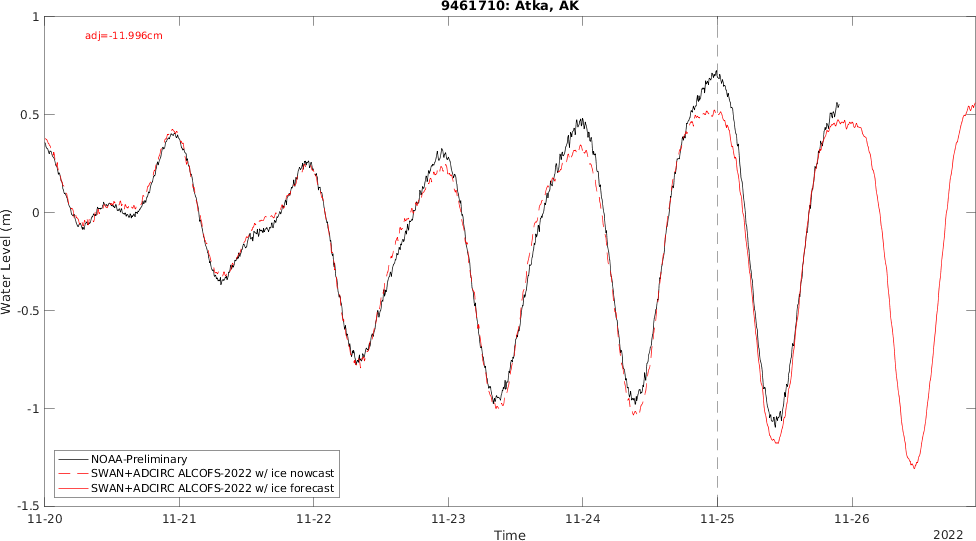 9461710: Atka, AK
adj=-11.996cm
1
0.5
0
-0.5
-1
-1.5
Water Level (m)
NOAA-Preliminary
SWAN+ADCIRC ALCOFS-2022 w/ ice nowcast
SWAN+ADCIRC ALCOFS-2022 w/ ice forecast
11-20 11-21 11-22 11-23 11-24 11-25 11-26
Time
2022